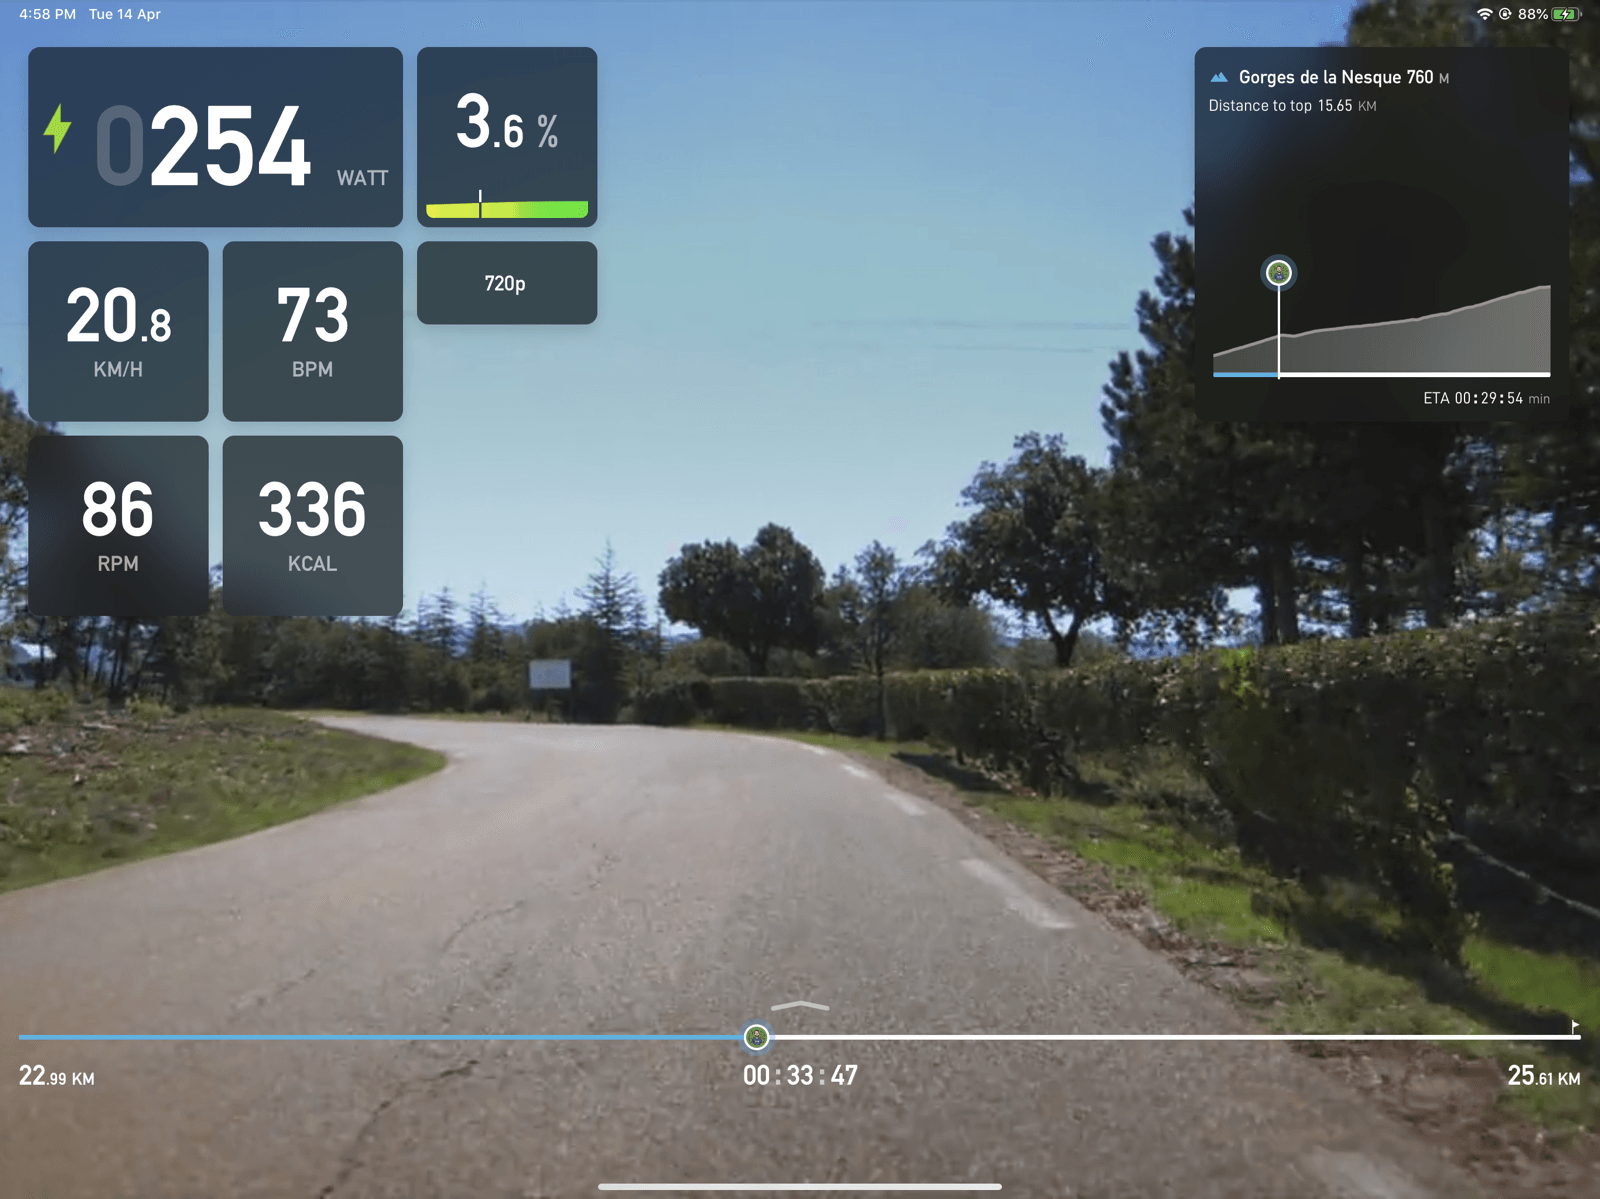 4:58 PM Tue 14 Apr
88%
0254 WATT
3.6 %
20.8
KM/H
73
BPM
720p
86
RPM
336
KCAL
Gorges de la Nesque 760 M
Distance to top 15.65 KM
ETA 00:29:54 min
22.99 KM
00:33:47
25.61 KM